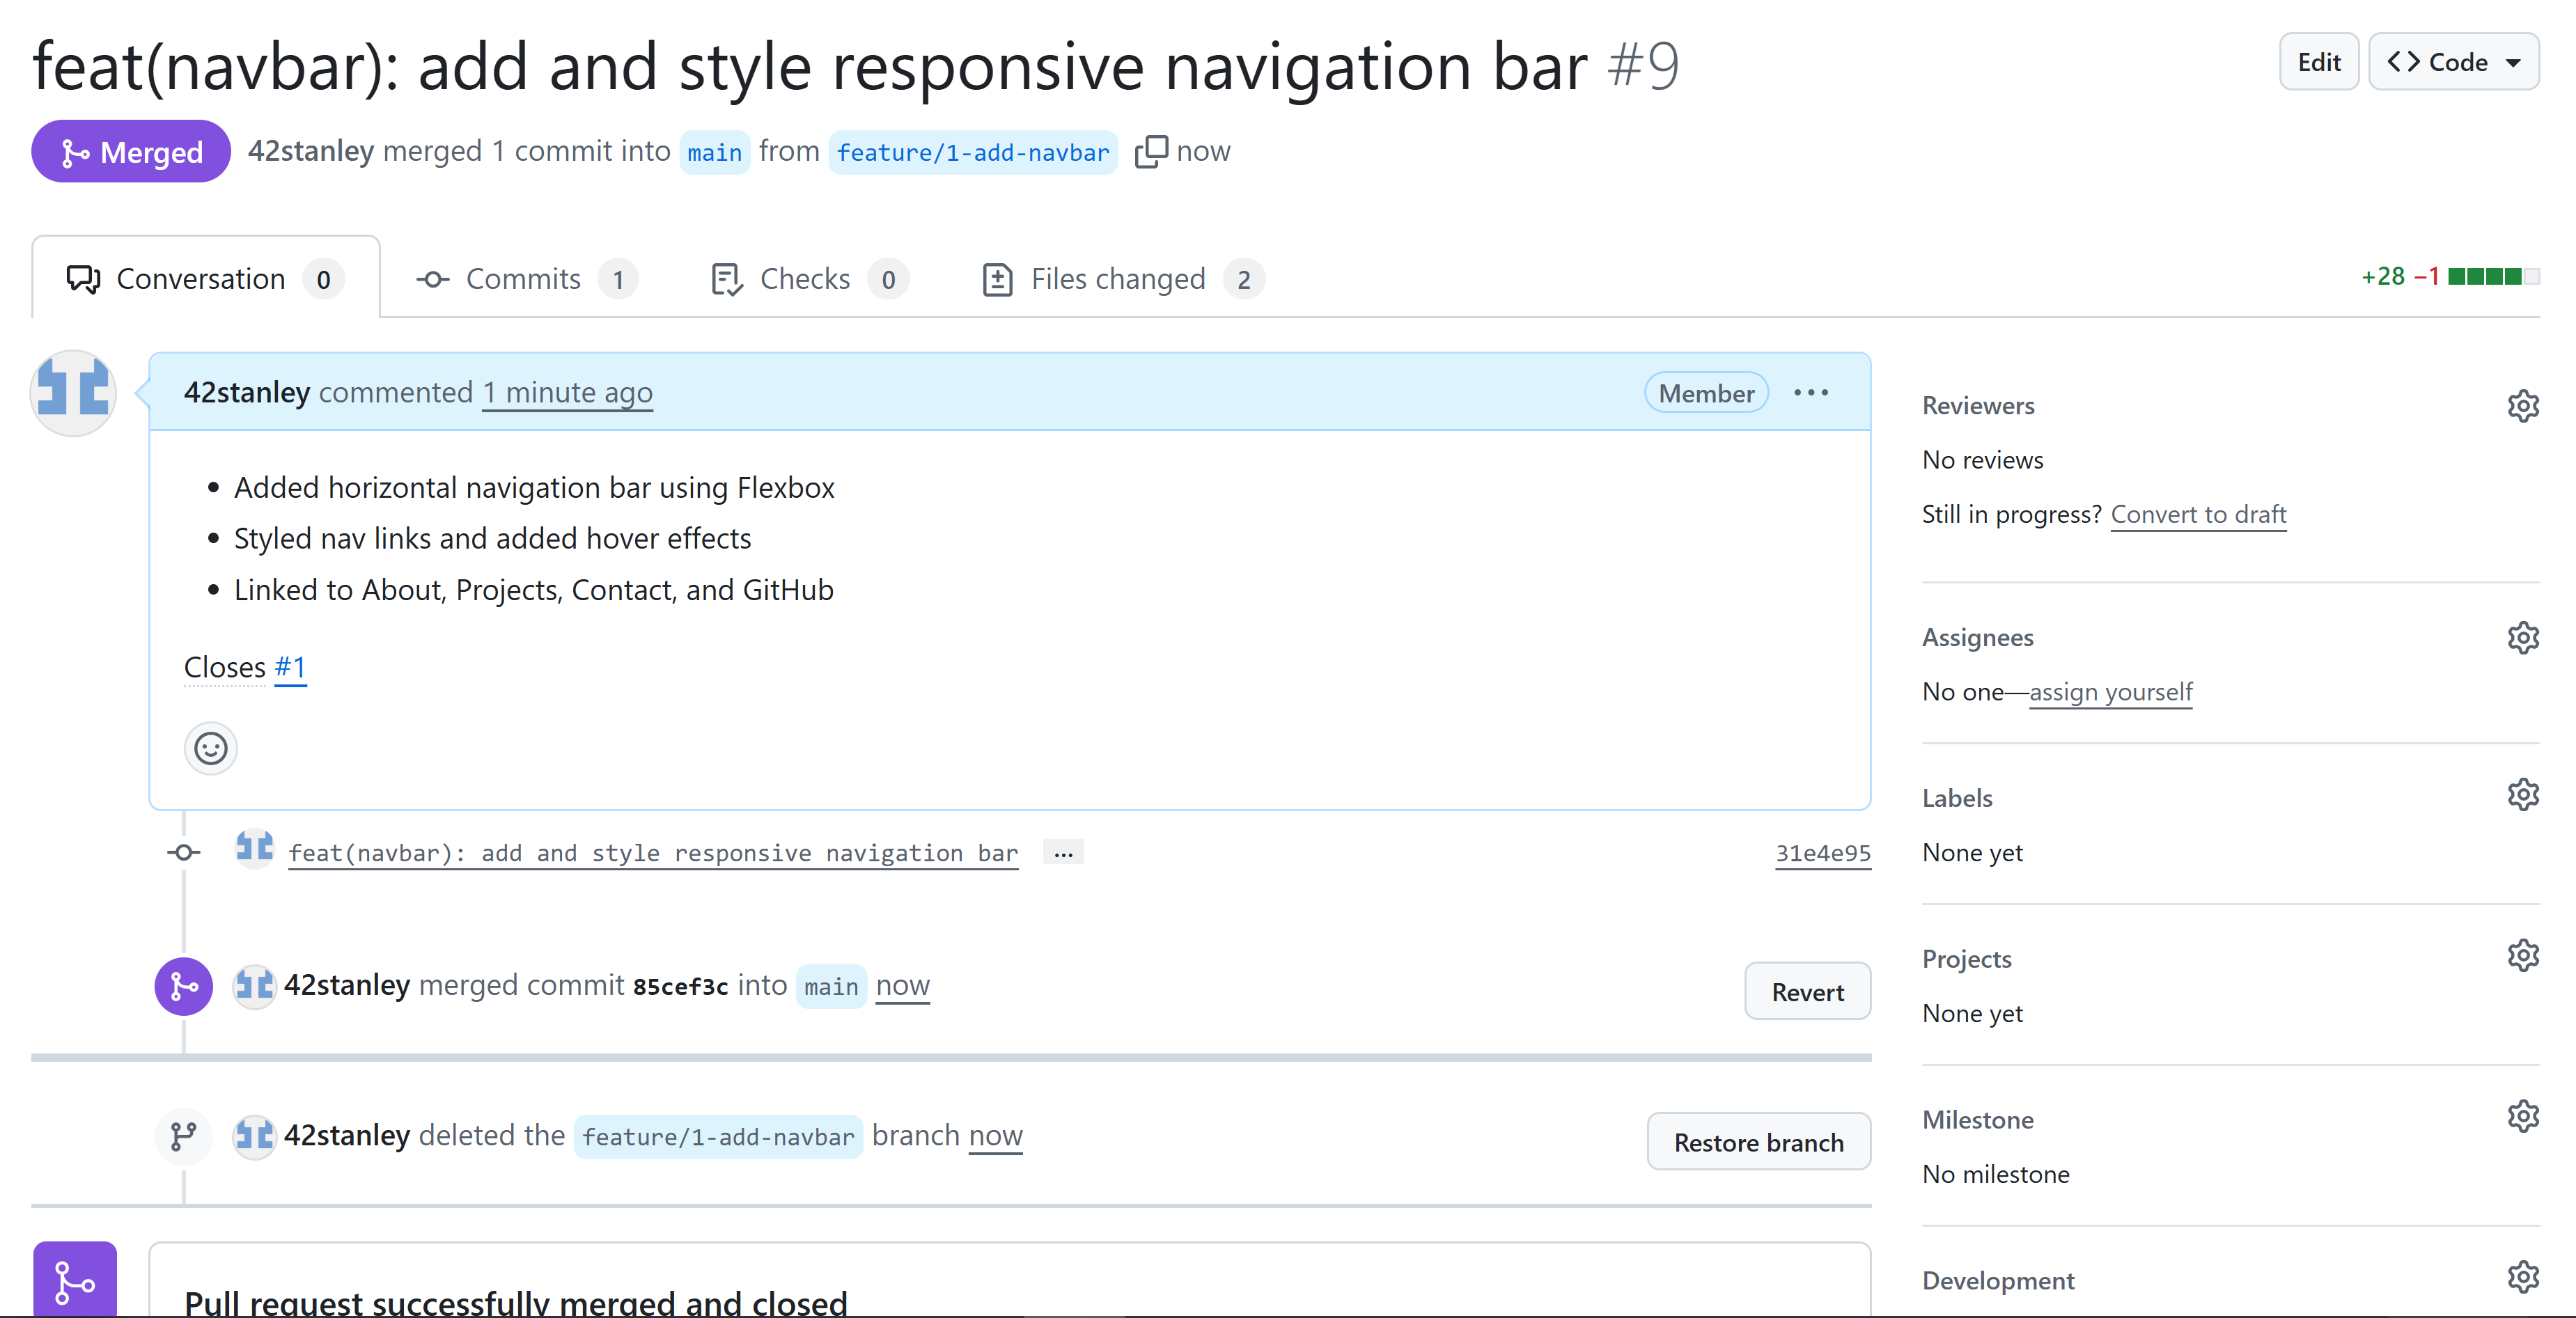 feat(navbar): add and style responsive navigation bar #9
Edit
Code
Merged
42stanley merged 1 commit into main from feature/1-add-navbar now
Conversation 0
Commits 1
Checks 0
Files changed 2
+28 −1
42stanley commented 1 minute ago
Member
Added horizontal navigation bar using Flexbox
Styled nav links and added hover effects
Linked to About, Projects, Contact, and GitHub
Closes #1
feat(navbar): add and style responsive navigation bar
...
31e4e95
42stanley merged commit 85cef3c into main now
Revert
42stanley deleted the feature/1-add-navbar branch now
Restore branch
Pull request successfully merged and closed
Reviewers
No reviews
Still in progress? Convert to draft
Assignees
No one—assign yourself
Labels
None yet
Projects
None yet
Milestone
No milestone
Development